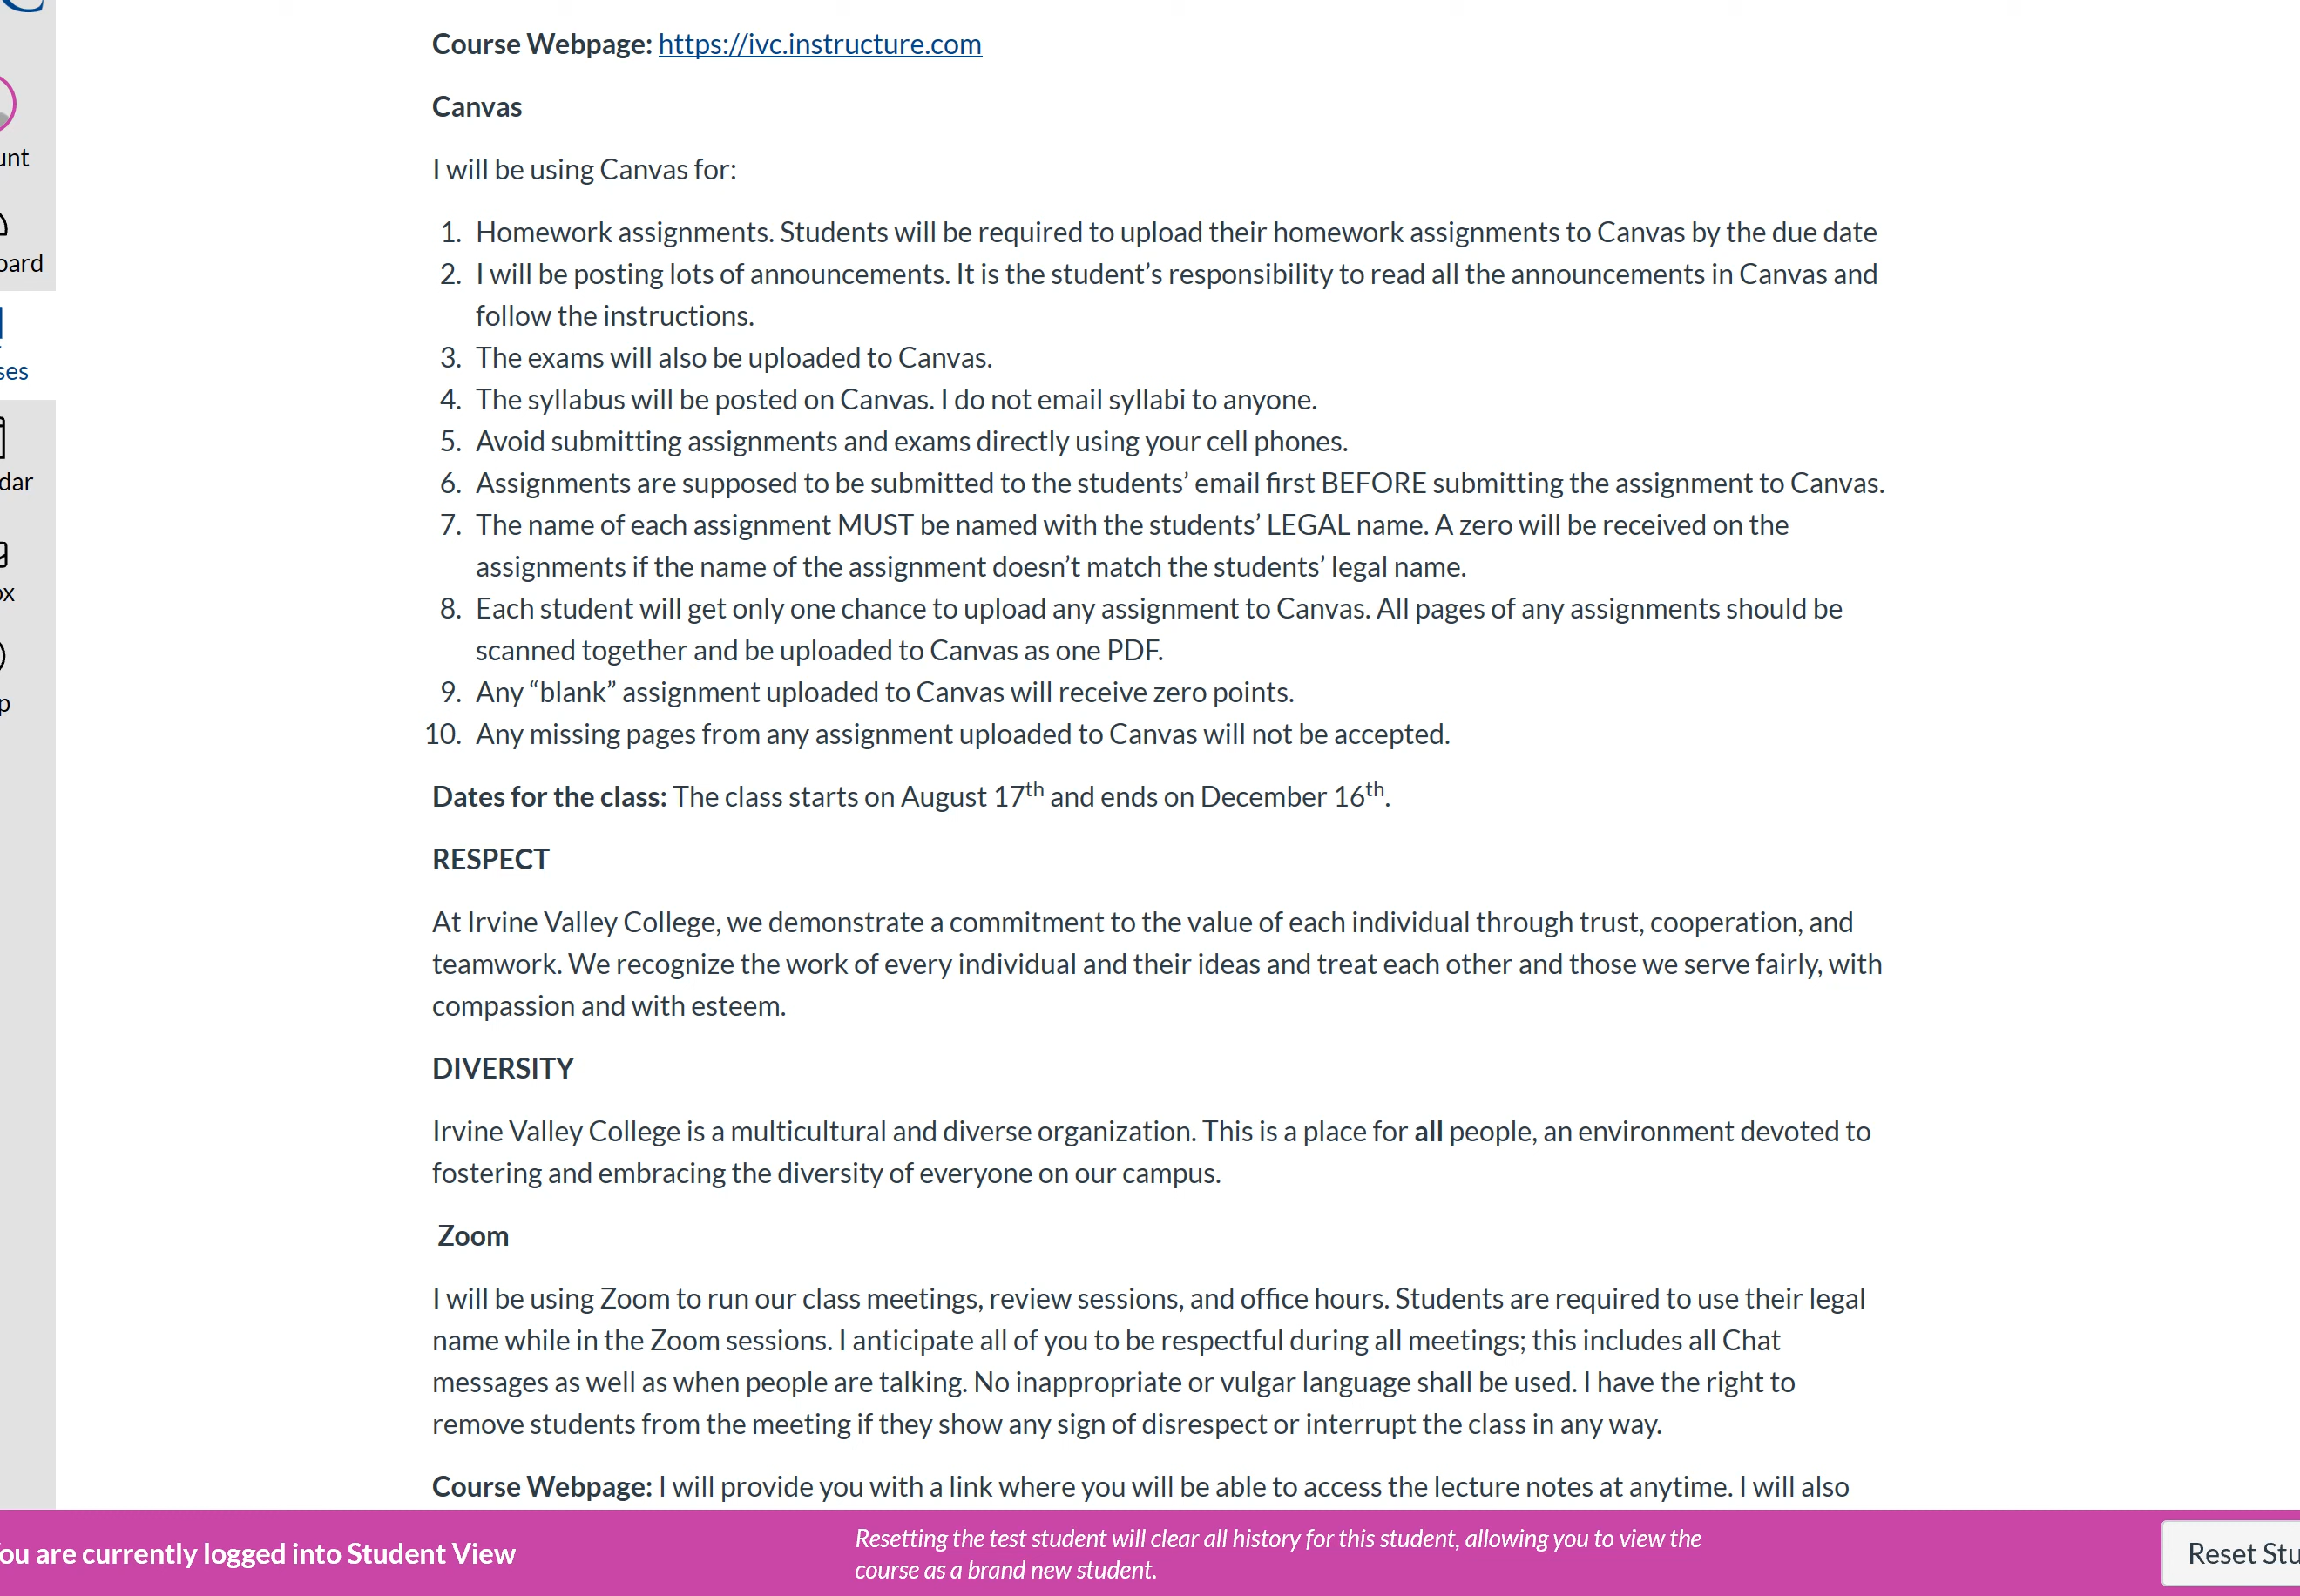 Course Webpage: https://ivc.instructure.com
Canvas
I will be using Canvas for:
1. Homework assignments. Students will be required to upload their homework assignments to Canvas by the due date
2. I will be posting lots of announcements. It is the student’s responsibility to read all the announcements in Canvas and
follow the instructions.
3. The exams will also be uploaded to Canvas.
4. The syllabus will be posted on Canvas. I do not email syllabi to anyone.
5. Avoid submitting assignments and exams directly using your cell phones.
6. Assignments are supposed to be submitted to the students’ email first BEFORE submitting the assignment to Canvas.
7. The name of each assignment MUST be named with the students’ LEGAL name. A zero will be received on the
assignments if the name of the assignment doesn’t match the students’ legal name.
8. Each student will get only one chance to upload any assignment to Canvas. All pages of any assignments should be
scanned together and be uploaded to Canvas as one PDF.
9. Any “blank” assignment uploaded to Canvas will receive zero points.
10. Any missing pages from any assignment uploaded to Canvas will not be accepted.
Dates for the class: The class starts on August 17th and ends on December 16th.
RESPECT
At Irvine Valley College, we demonstrate a commitment to the value of each individual through trust, cooperation, and
teamwork. We recognize the work of every individual and their ideas and treat each other and those we serve fairly, with
compassion and with esteem.
DIVERSITY
Irvine Valley College is a multicultural and diverse organization. This is a place for all people, an environment devoted to
fostering and embracing the diversity of everyone on our campus.
Zoom
I will be using Zoom to run our class meetings, review sessions, and office hours. Students are required to use their legal
name while in the Zoom sessions. I anticipate all of you to be respectful during all meetings; this includes all Chat
messages as well as when people are talking. No inappropriate or vulgar language shall be used. I have the right to
remove students from the meeting if they show any sign of disrespect or interrupt the class in any way.
Course Webpage: I will provide you with a link where you will be able to access the lecture notes at anytime. I will also
unt
oard
ses
dar
ox
p
ou are currently logged into Student View
Resetting the test student will clear all history for this student, allowing you to view the
course as a brand new student.
Reset Stu